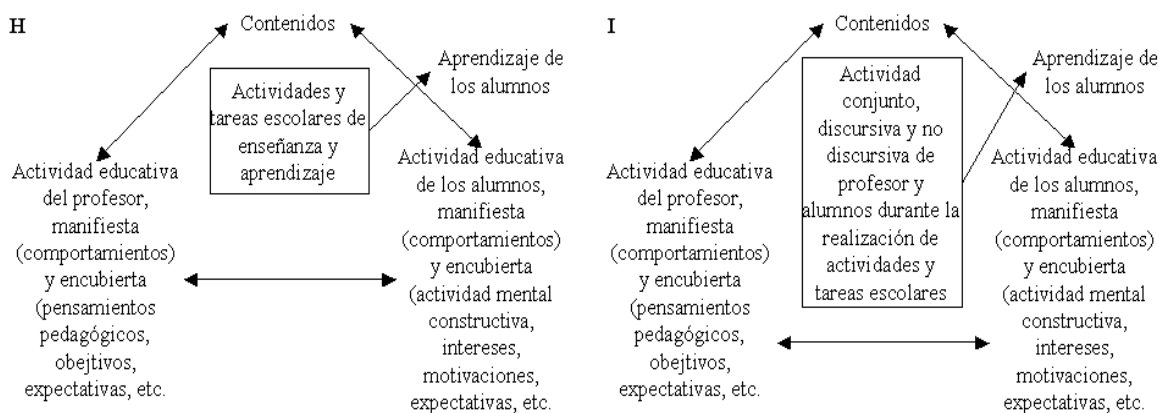 H
Contenidos
Aprendizaje de
los alumnos
Actividades y
tareas escolares de
enseñanza y
aprendizaje
Actividad educativa
del profesor,
manifiesta
(comportamientos)
y encubierta
(pensamientos
pedagógicos,
obejtivos,
expectativas, etc.
Actividad educativa
de los alumnos,
manifiesta
(comportamientos)
y encubierta
(actividad mental
constructiva,
intereses,
motivaciones,
expectativas, etc.
I
Contenidos
Aprendizaje de
los alumnos
Actividad
conjunto,
discursiva y no
discursiva de
profesor y
alumnos durante la
realización de
actividades y
tareas escolares
Actividad educativa
del profesor,
manifiesta
(comportamientos)
y encubierta
(pensamientos
pedagógicos,
obejtivos,
expectativas, etc.
Actividad educativa
de los alumnos,
manifiesta
(comportamientos)
y encubierta
(actividad mental
constructiva,
intereses,
motivaciones,
expectativas, etc.